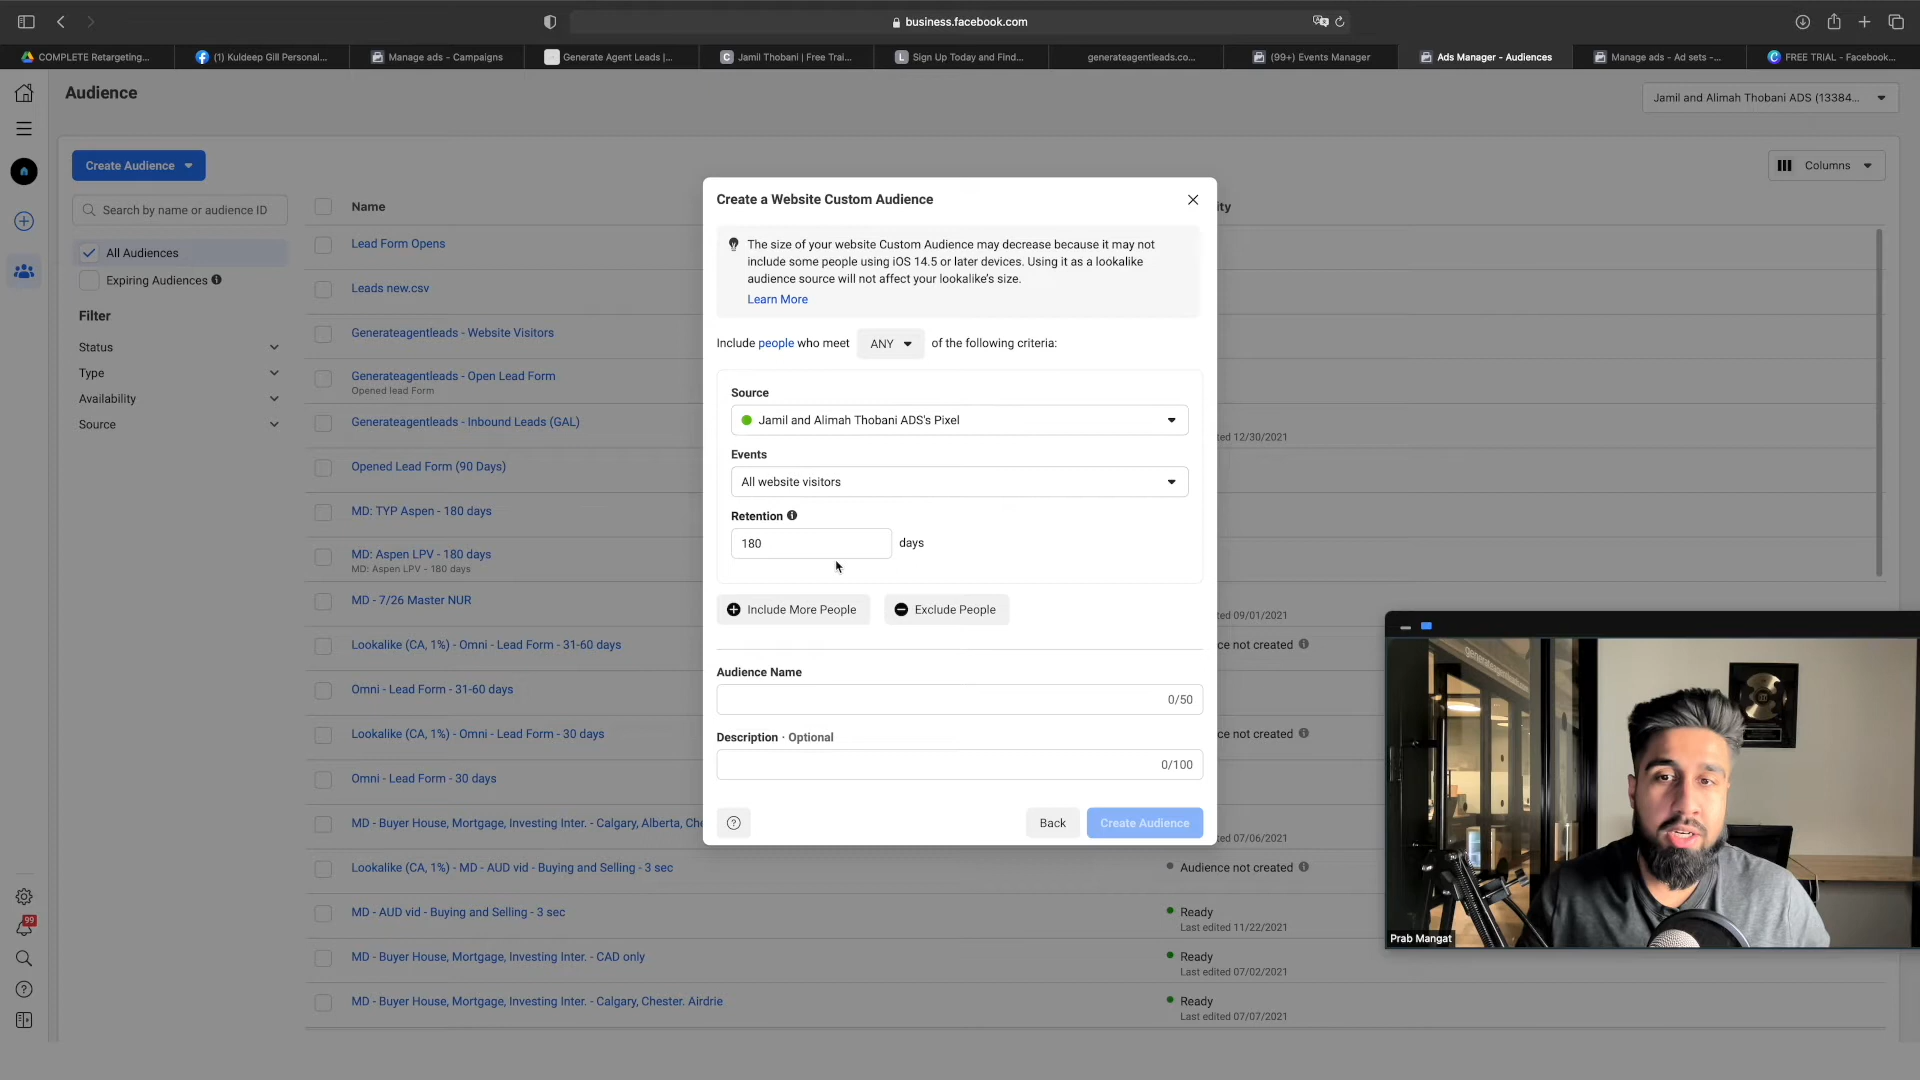 business.facebook.com
COMPLETE Retargeting...
(1) Kuldeep Gill Personal...
Manage ads - Campaigns
Generate Agent Leads |...
Jamil Thobani | Free Trai...
Sign Up Today and Find...
generateagentleads.co...
(99+) Events Manager
Ads Manager - Audiences
Manage ads - Ad sets -...
FREE TRIAL - Facebook...
Audience
Jamil and Alimah Thobani ADS (13384...
Create Audience
Columns
Search by name or audience ID
All Audiences
Expiring Audiences
Filter
Status
Type
Availability
Source
Name
ity
Lead Form Opens
Leads new.csv
Generateagentleads - Website Visitors
Generateagentleads - Open Lead Form
Opened lead Form
Generateagentleads - Inbound Leads (GAL)
ted 12/30/2021
Opened Lead Form (90 Days)
MD: TYP Aspen - 180 days
MD: Aspen LPV - 180 days
MD: Aspen LPV - 180 days
MD - 7/26 Master NUR
ted 09/01/2021
Lookalike (CA, 1%) - Omni - Lead Form - 31-60 days
ce not created
Omni - Lead Form - 31-60 days
Lookalike (CA, 1%) - Omni - Lead Form - 30 days
ce not created
Omni - Lead Form - 30 days
MD - Buyer House, Mortgage, Investing Inter. - Calgary, Alberta, Che
ted 07/06/2021
Lookalike (CA, 1%) - MD - AUD vid - Buying and Selling - 3 sec
Audience not created
MD - AUD vid - Buying and Selling - 3 sec
Ready
Last edited 11/22/2021
MD - Buyer House, Mortgage, Investing Inter. - CAD only
Ready
Last edited 07/02/2021
MD - Buyer House, Mortgage, Investing Inter. - Calgary, Chester. Airdrie
Ready
Last edited 07/07/2021
Create a Website Custom Audience
The size of your website Custom Audience may decrease because it may not
include some people using iOS 14.5 or later devices. Using it as a lookalike
audience source will not affect your lookalike's size.
Learn More
Include people who meet ANY of the following criteria:
Source
Jamil and Alimah Thobani ADS's Pixel
Events
All website visitors
Retention
180 days
Include More People
Exclude People
Audience Name
0/50
Description · Optional
0/100
Back
Create Audience
99
Prab Mangat